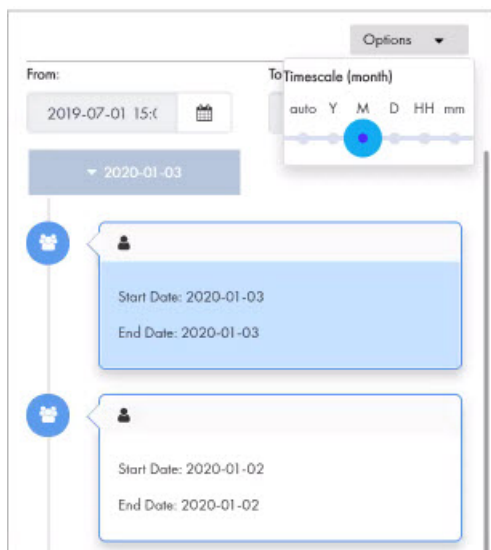 Options
From:
To
Timescale (month)
auto Y M D HH mm
2019-07-01 15:
2020-01-03
Start Date: 2020-01-03
End Date: 2020-01-03
Start Date: 2020-01-02
End Date: 2020-01-02